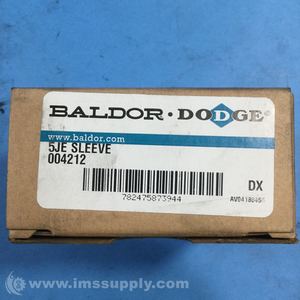 BALDOR · DODGE
www.baldor.com
5JE SLEEVE
004212
DX
782475873944
© www.imssupply.com